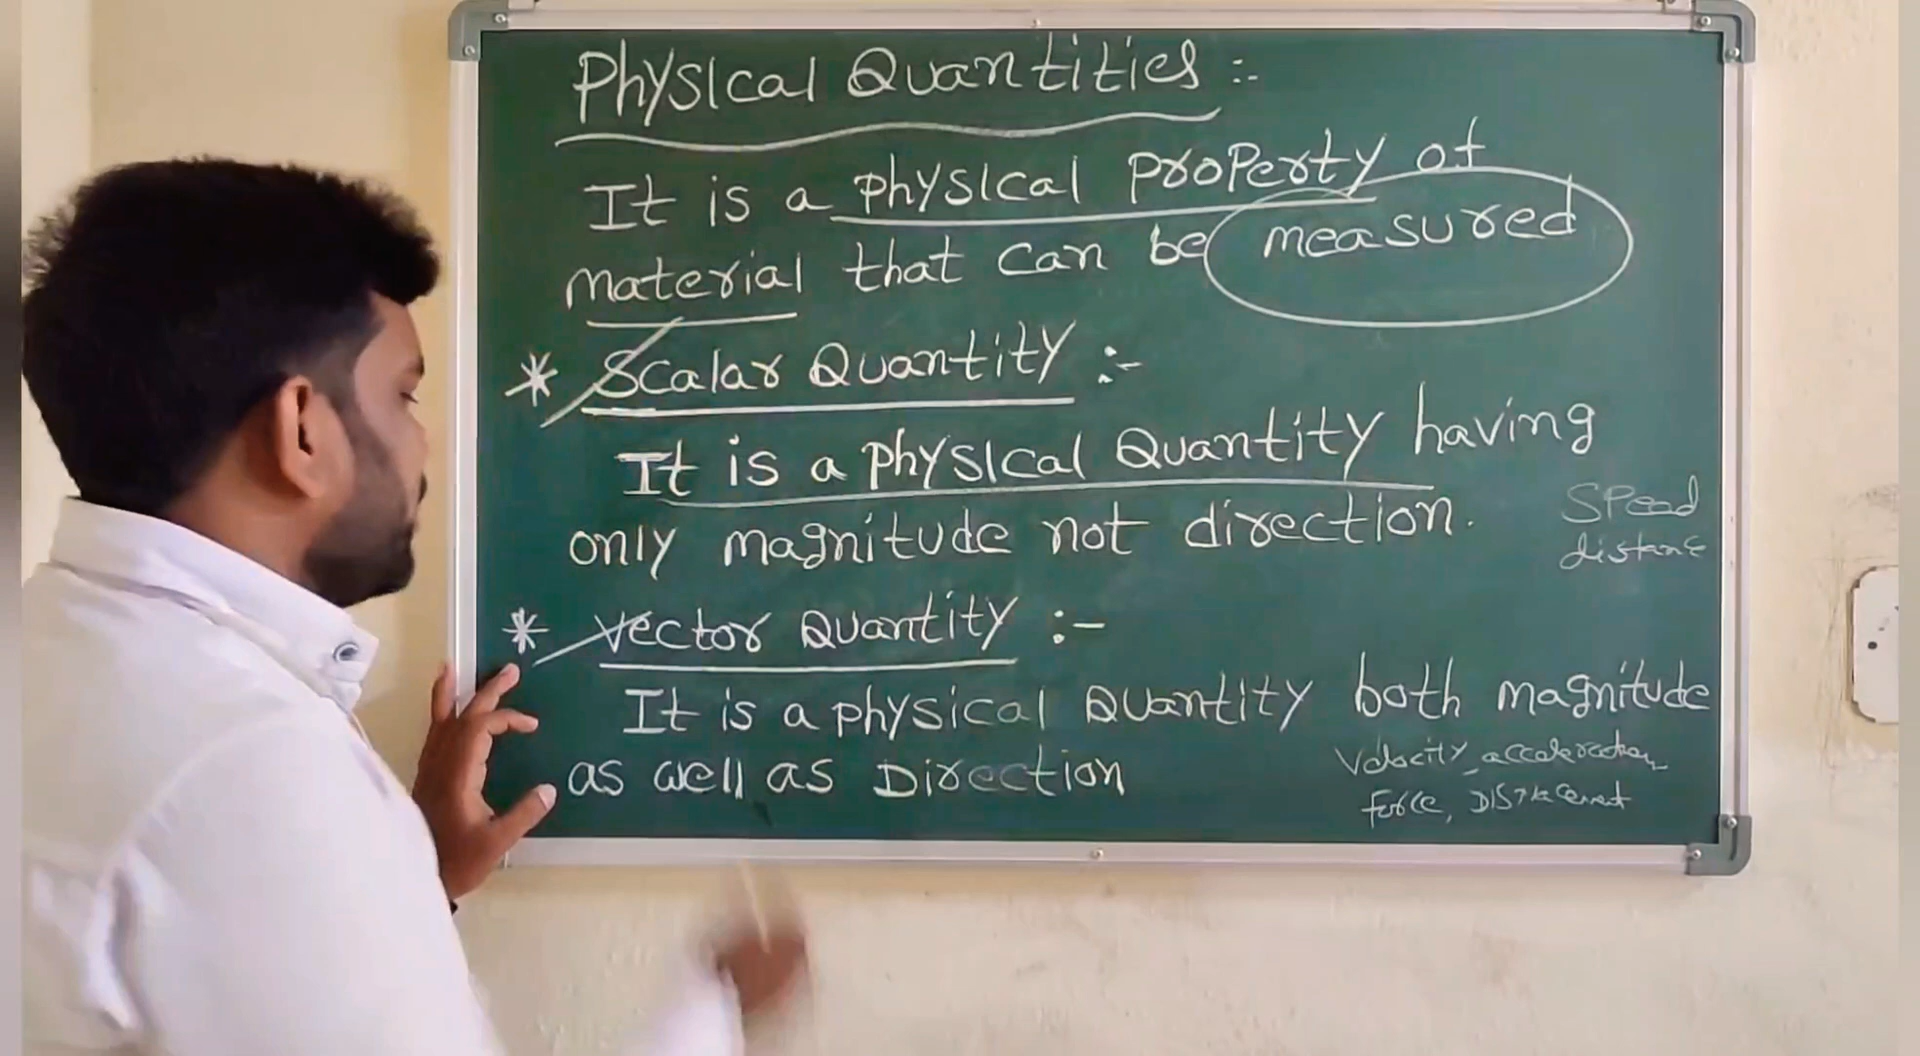 Physical Quantities :-
It is a physical property of
material that can be measured
* Scalar Quantity :-
It is a physical Quantity having
only magnitude not direction.
Speed
distance
* Vector Quantity :-
It is a physical Quantity both magnitude
as well as Direction
Velocity, acceleration,
force, DISPlacement